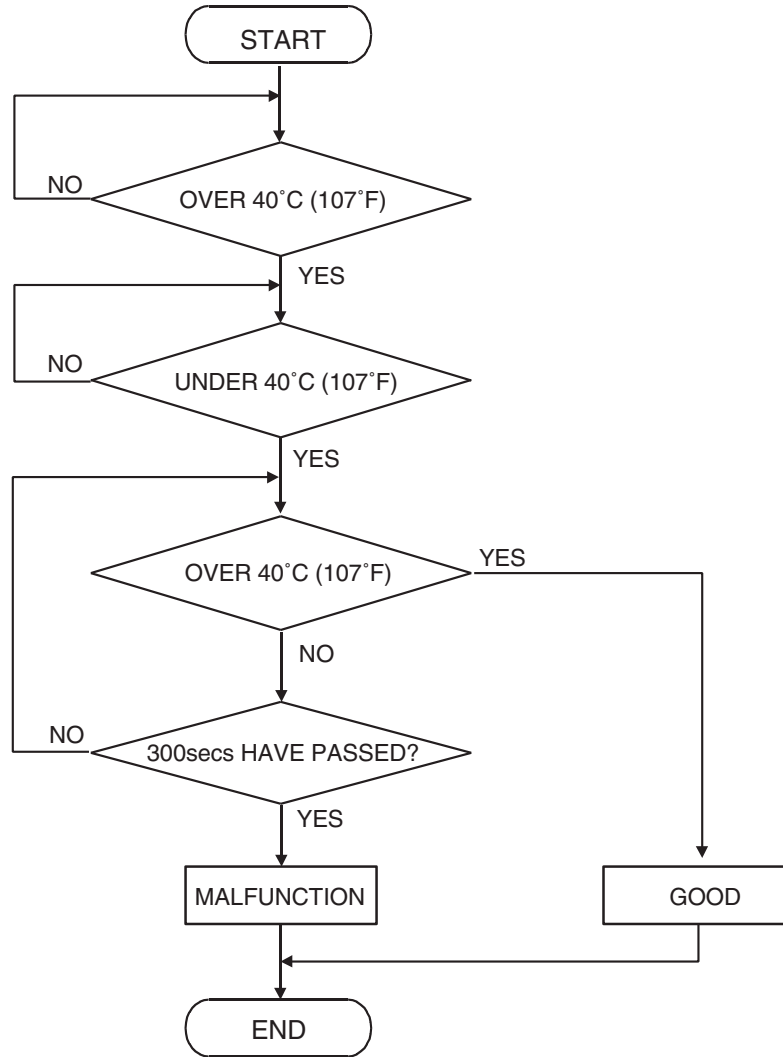 START
NO
OVER 40˚C (107˚F)
YES
NO
UNDER 40˚C (107˚F)
YES
OVER 40˚C (107˚F)
YES
NO
NO
300secs HAVE PASSED?
YES
MALFUNCTION
GOOD
END